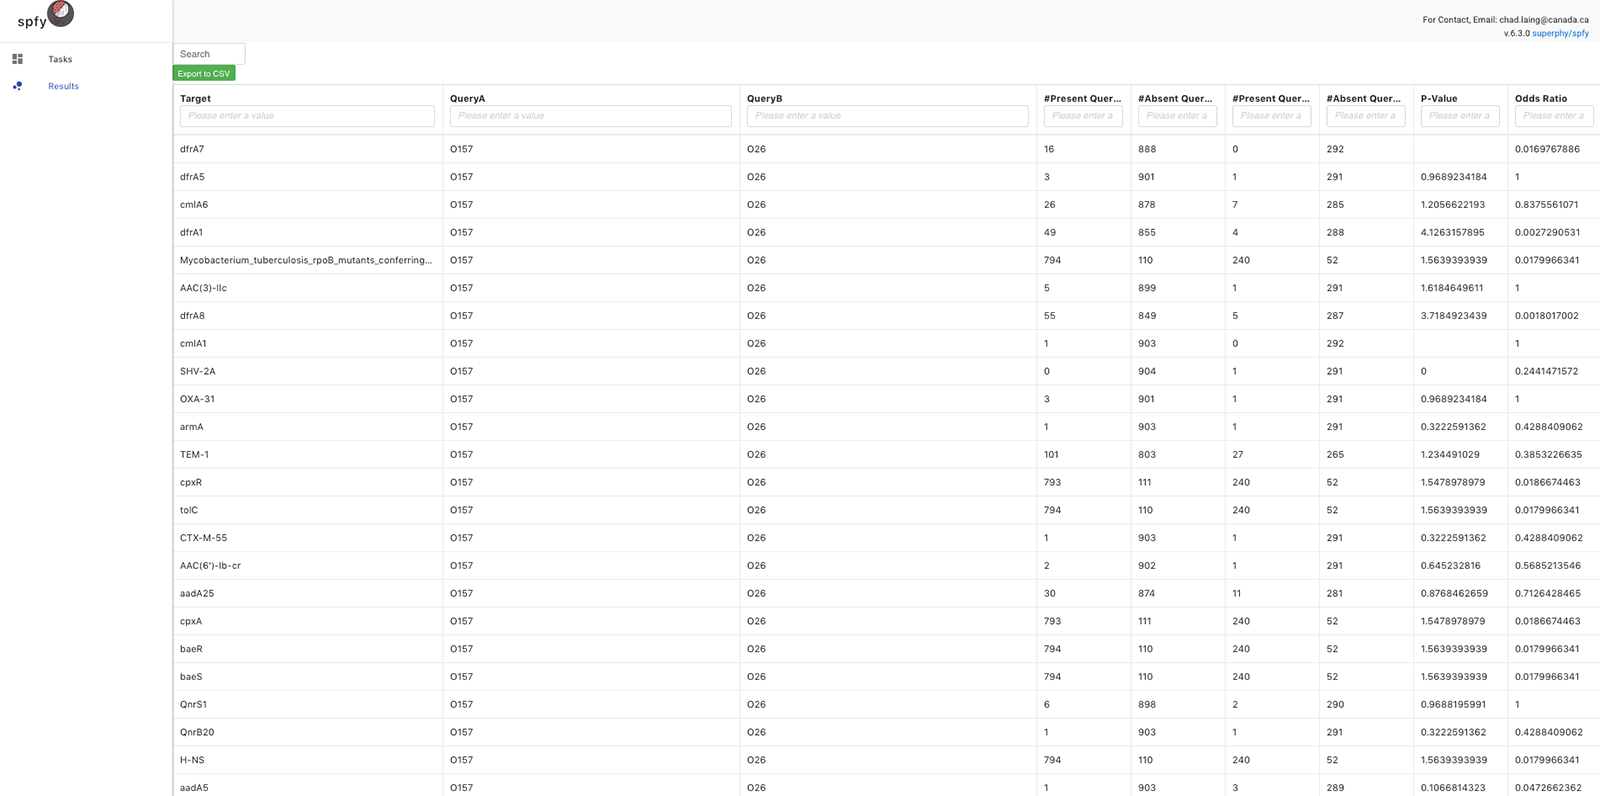 spfy
For Contact, Email: chad.laing@canada.ca
v.6.3.0 superphy/spfy
Tasks
Results
Search
Export to CSV
Target QueryA QueryB #Present Quer... #Absent Quer... #Present Quer... #Absent Quer... P-Value Odds Ratio
Please enter a value Please enter a value Please enter a value Please enter a Please enter a Please enter a Please enter a Please enter a Please enter a
dfrA7 O157 O26 16 888 0 292 0.0169767886
dfrA5 O157 O26 3 901 1 291 0.9689234184 1
cmlA6 O157 O26 26 878 7 285 1.2056622193 0.8375561071
dfrA1 O157 O26 49 855 4 288 4.1263157895 0.0027290531
Mycobacterium_tuberculosis_rpoB_mutants_conferring... O157 O26 794 110 240 52 1.5639393939 0.0179966341
AAC(3)-IIc O157 O26 5 899 1 291 1.6184649611 1
dfrA8 O157 O26 55 849 5 287 3.7184923439 0.0018017002
cmlA1 O157 O26 1 903 0 292 1
SHV-2A O157 O26 0 904 1 291 0 0.2441471572
OXA-31 O157 O26 3 901 1 291 0.9689234184 1
armA O157 O26 1 903 1 291 0.3222591362 0.4288409062
TEM-1 O157 O26 101 803 27 265 1.234491029 0.3853226635
cpxR O157 O26 793 111 240 52 1.5478978979 0.0186674463
tolC O157 O26 794 110 240 52 1.5639393939 0.0179966341
CTX-M-55 O157 O26 1 903 1 291 0.3222591362 0.4288409062
AAC(6')-Ib-cr O157 O26 2 902 1 291 0.645232816 0.5685213546
aadA25 O157 O26 30 874 11 281 0.8768462659 0.7126428465
cpxA O157 O26 793 111 240 52 1.5478978979 0.0186674463
baeR O157 O26 794 110 240 52 1.5639393939 0.0179966341
baeS O157 O26 794 110 240 52 1.5639393939 0.0179966341
QnrS1 O157 O26 6 898 2 290 0.9688195991 1
QnrB20 O157 O26 1 903 1 291 0.3222591362 0.4288409062
H-NS O157 O26 794 110 240 52 1.5639393939 0.0179966341
aadA5 O157 O26 1 903 3 289 0.1066814323 0.0472662362